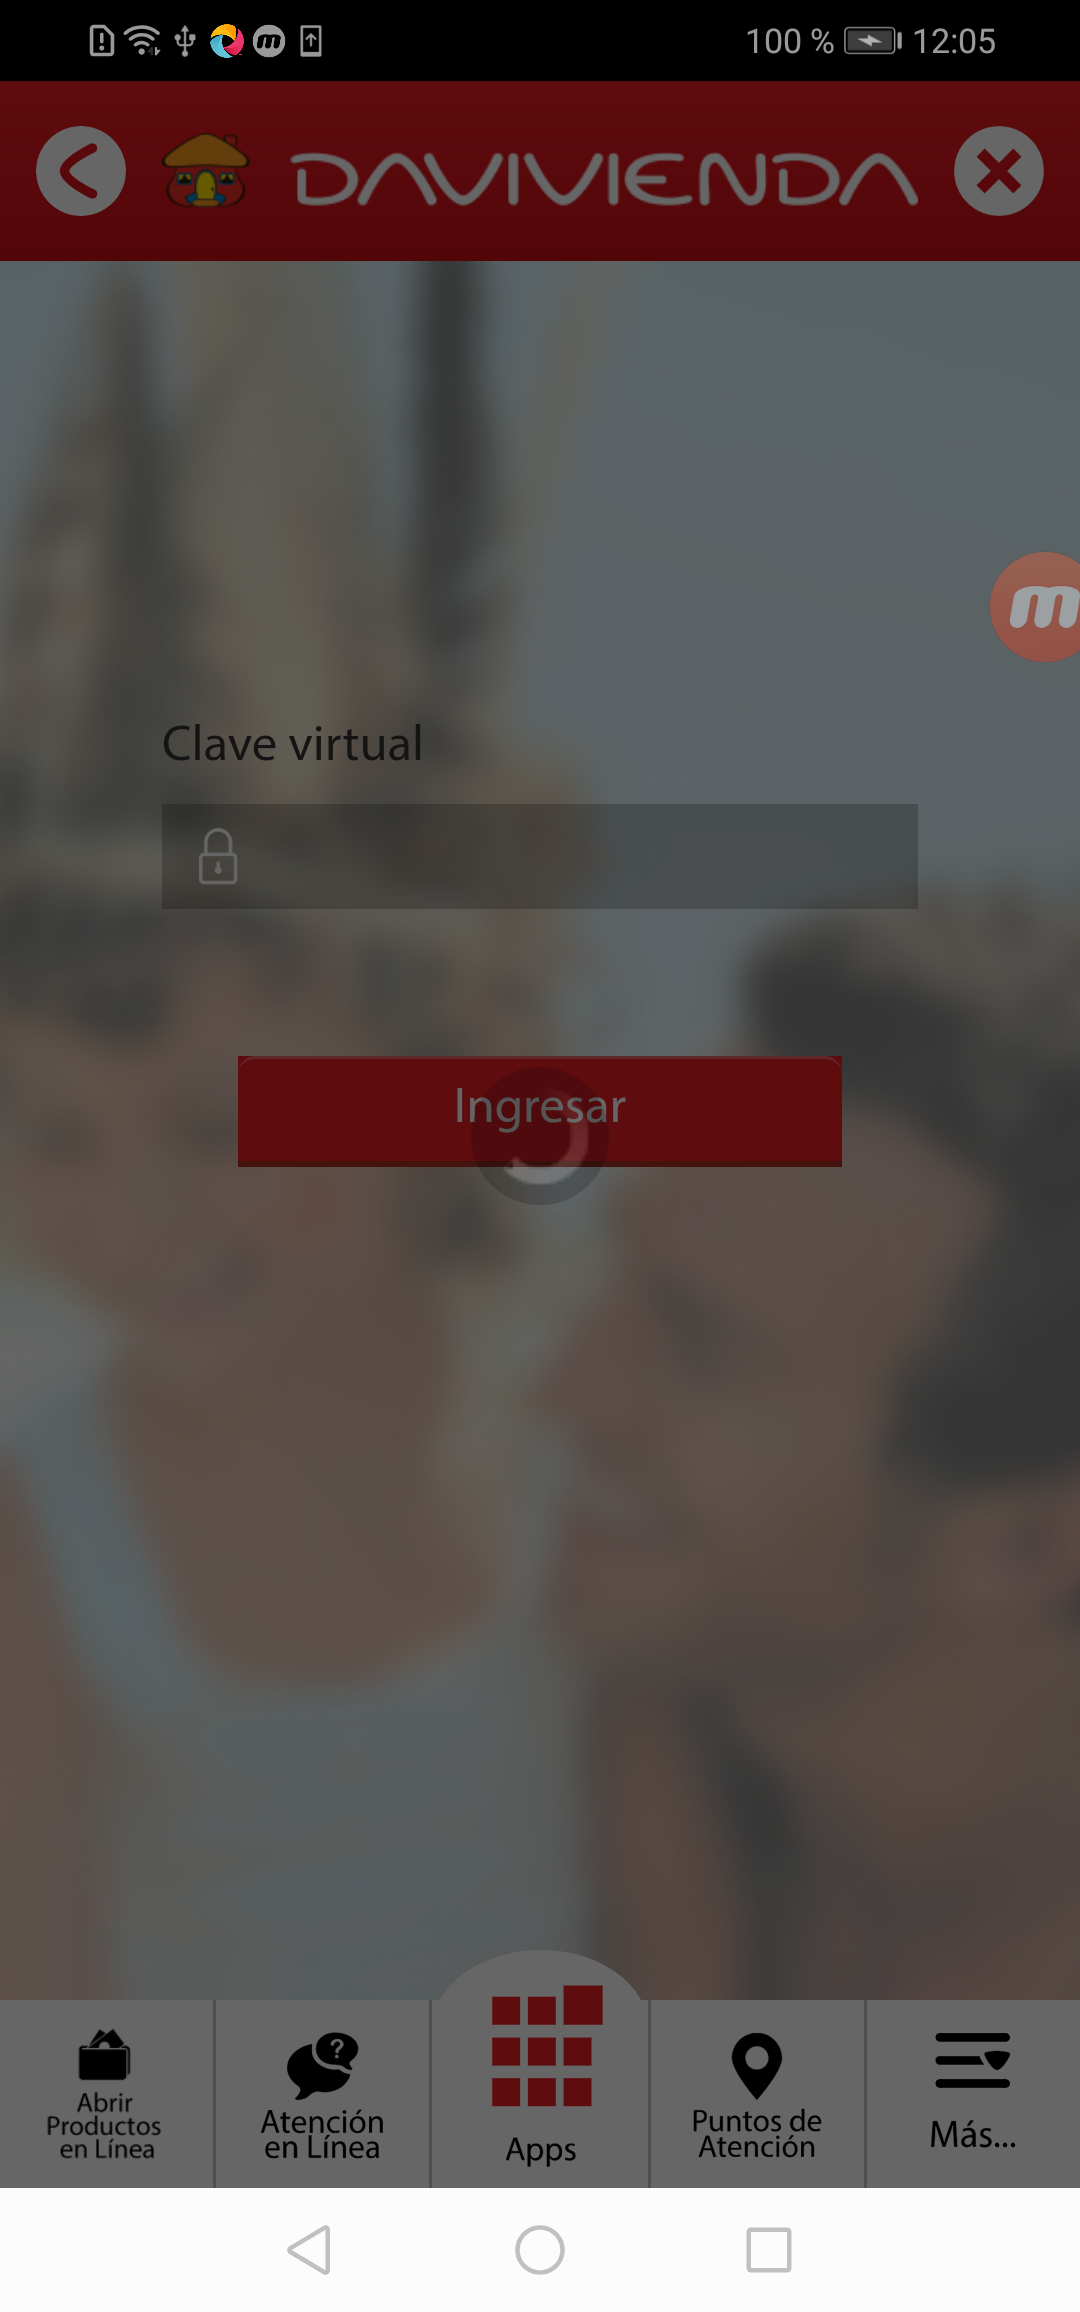 100 % 12:05
DAVIVIENDA
m
Clave virtual
Ingresar
Abrir
Productos
en Línea
Atención
en Línea
Apps
Puntos de
Atención
Más...